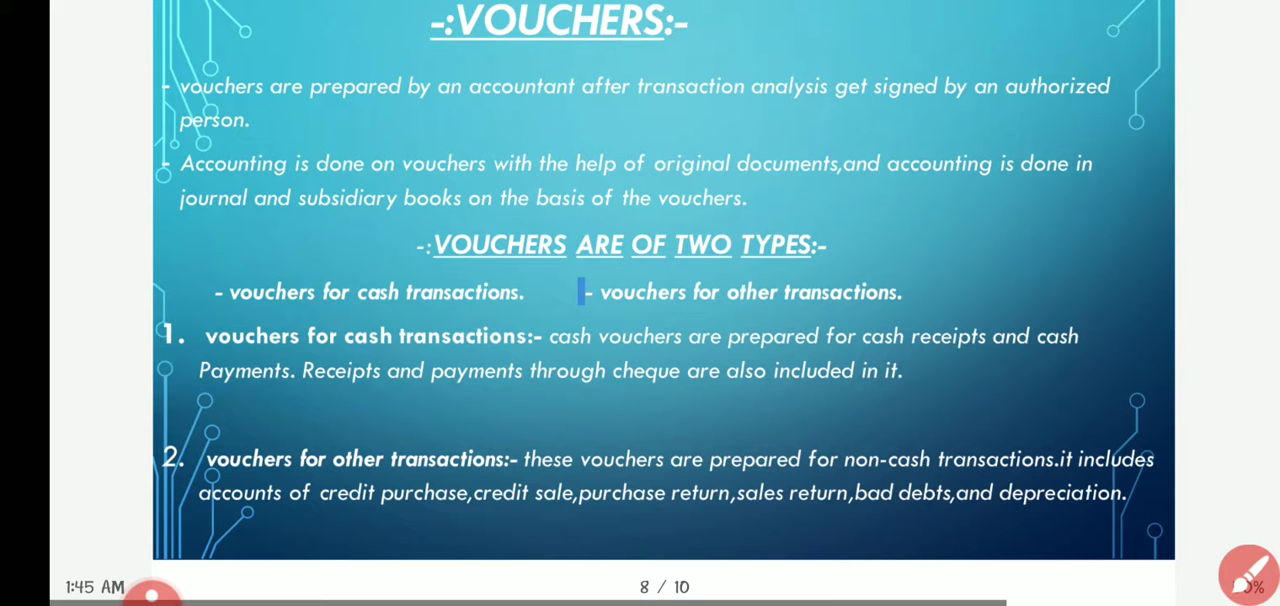 -:VOUCHERS:-
- vouchers are prepared by an accountant after transaction analysis get signed by an authorized
person.
- Accounting is done on vouchers with the help of original documents,and accounting is done in
journal and subsidiary books on the basis of the vouchers.
-:VOUCHERS ARE OF TWO TYPES:-
- vouchers for cash transactions. - vouchers for other transactions.
1. vouchers for cash transactions:- cash vouchers are prepared for cash receipts and cash
Payments. Receipts and payments through cheque are also included in it.
2. vouchers for other transactions:- these vouchers are prepared for non-cash transactions.it includes
accounts of credit purchase,credit sale,purchase return,sales return,bad debts,and depreciation.
1:45 AM 8 / 10